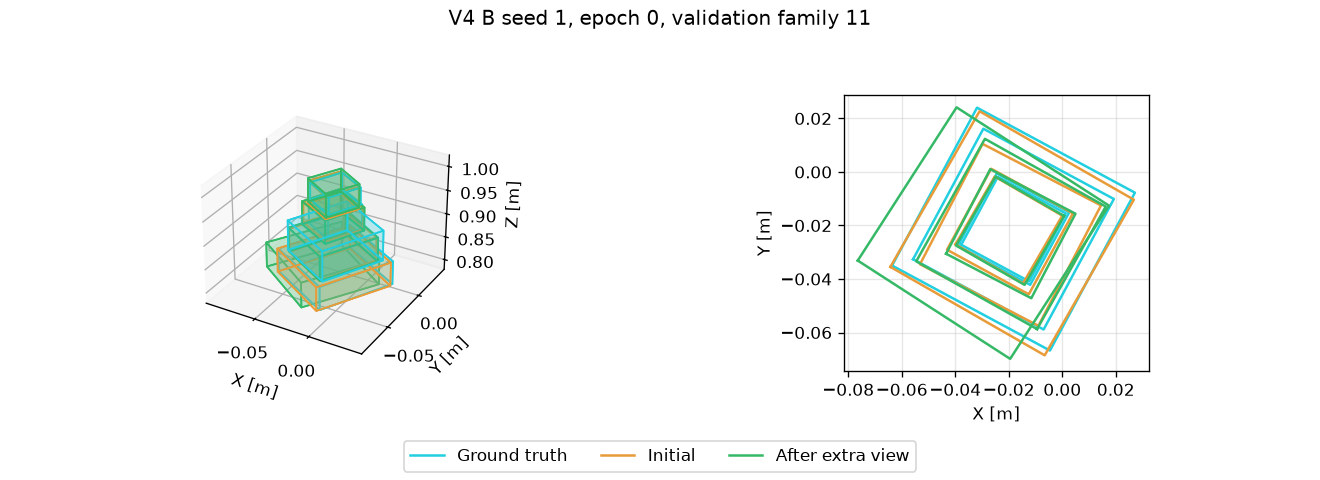 V4 B seed 1, epoch 0, validation family 11
1.00
0.95
0.90
0.85
0.80
Z [m]
0.00
−0.05
Y [m]
−0.05
0.00
X [m]
0.02
0.00
−0.02
−0.04
−0.06
Y [m]
−0.08 −0.06 −0.04 −0.02 0.00 0.02
X [m]
Ground truth Initial After extra view